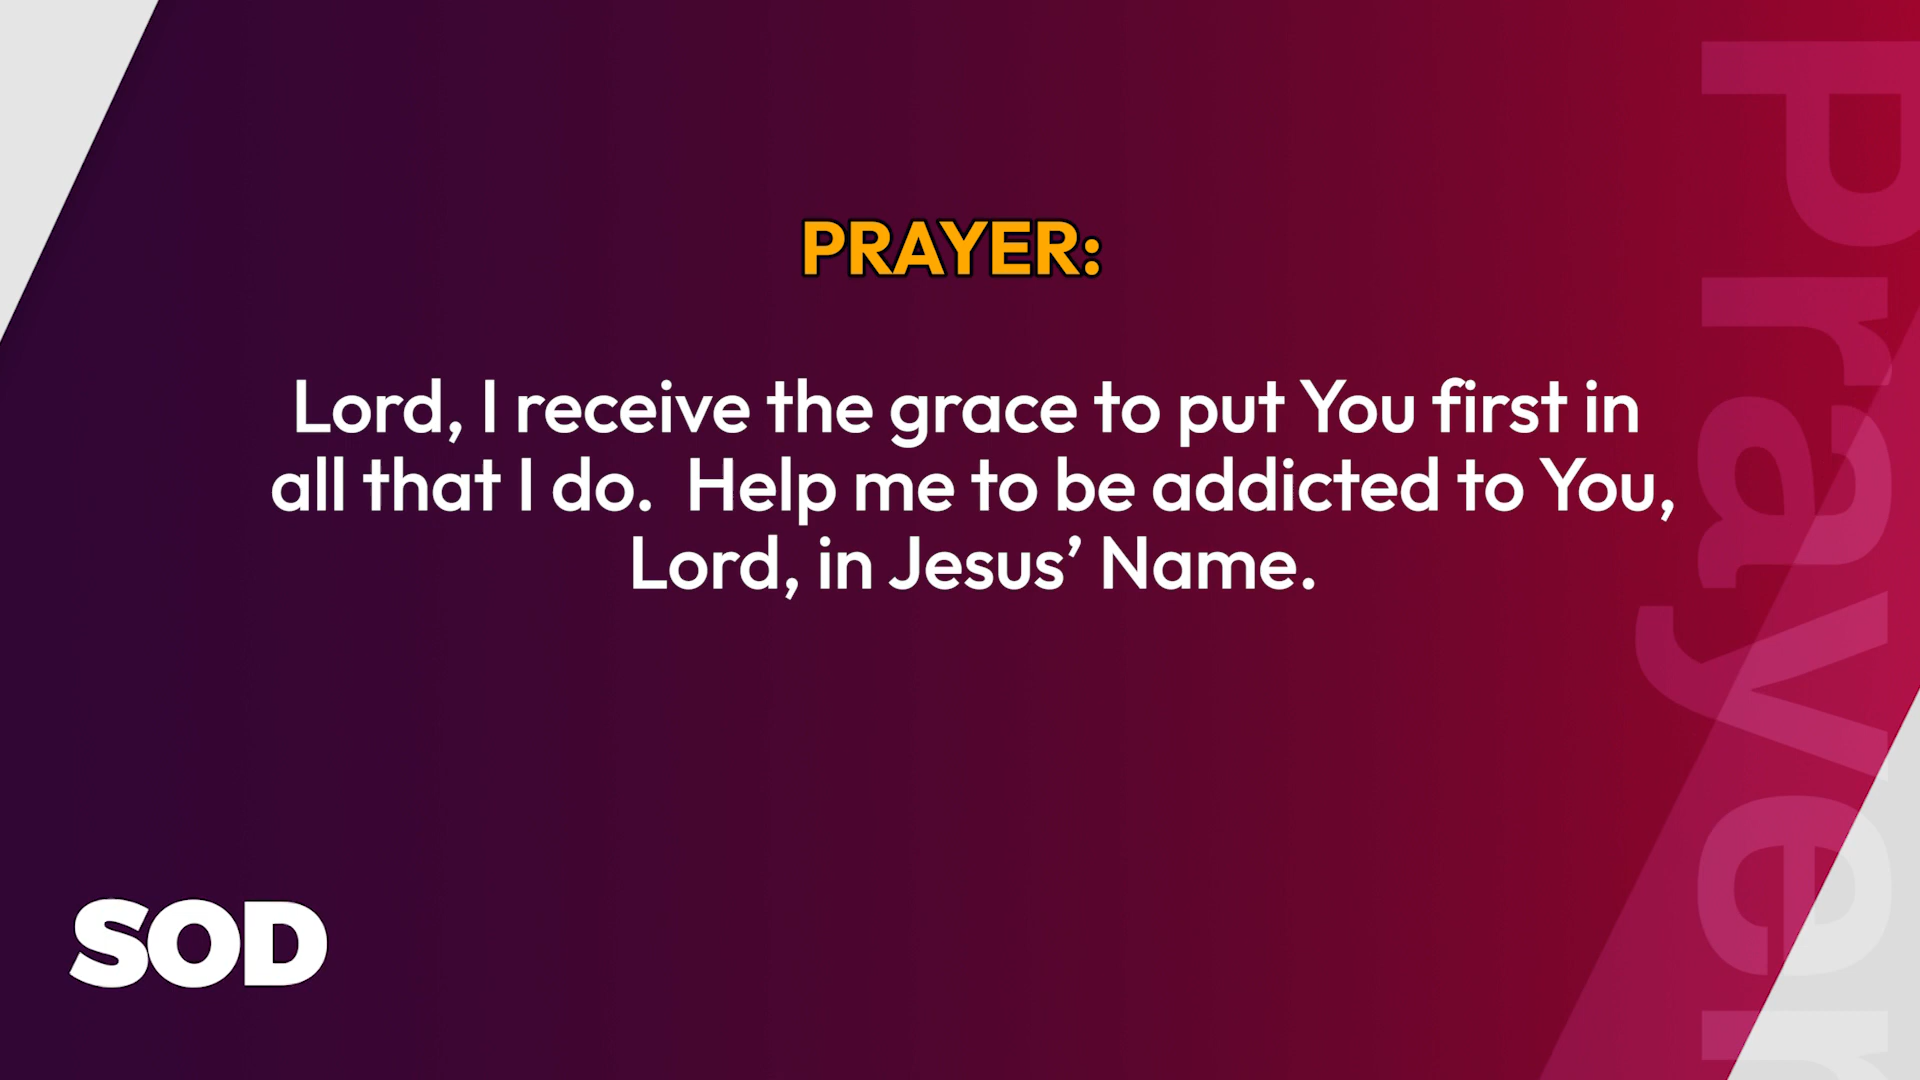 PRAYER:
Lord, I receive the grace to put You first in
all that I do.  Help me to be addicted to You,
Lord, in Jesus’ Name.
SOD
Prayer